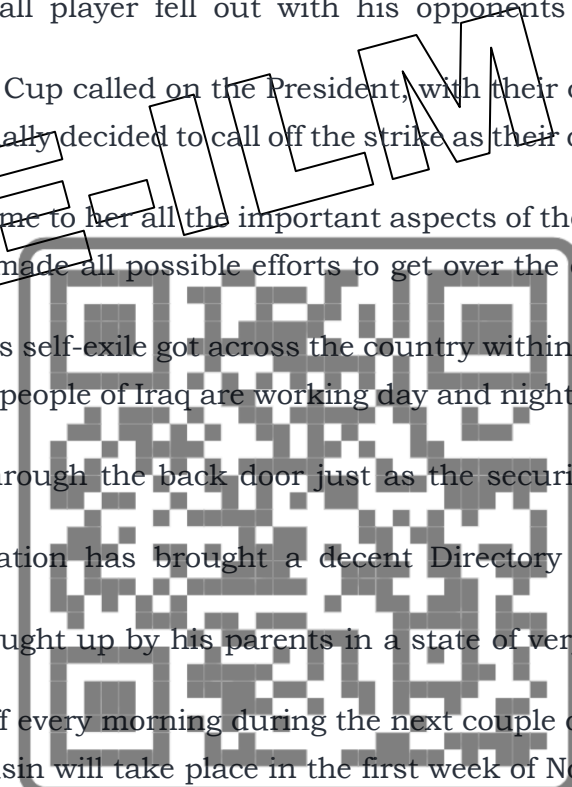 all player fell out with his opponents
Cup called on the President, with their
ally decided to call off the strike as their
E-ILM
me to her all the important aspects of the
made all possible efforts to get over the
s self-exile got across the country within
people of Iraq are working day and night
rough the back door just as the securi
ation has brought a decent Directory
ught up by his parents in a state of ver
f every morning during the next couple o
sin will take place in the first week of No